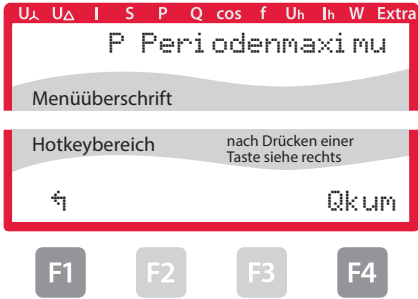 U⅄ U△ I S P Q cos f Uh Ih W Extra
P Periodenmaximu
Menüüberschrift
Hotkeybereich
nach Drücken einer
Taste siehe rechts
↰ Qkum
F1 F2 F3 F4